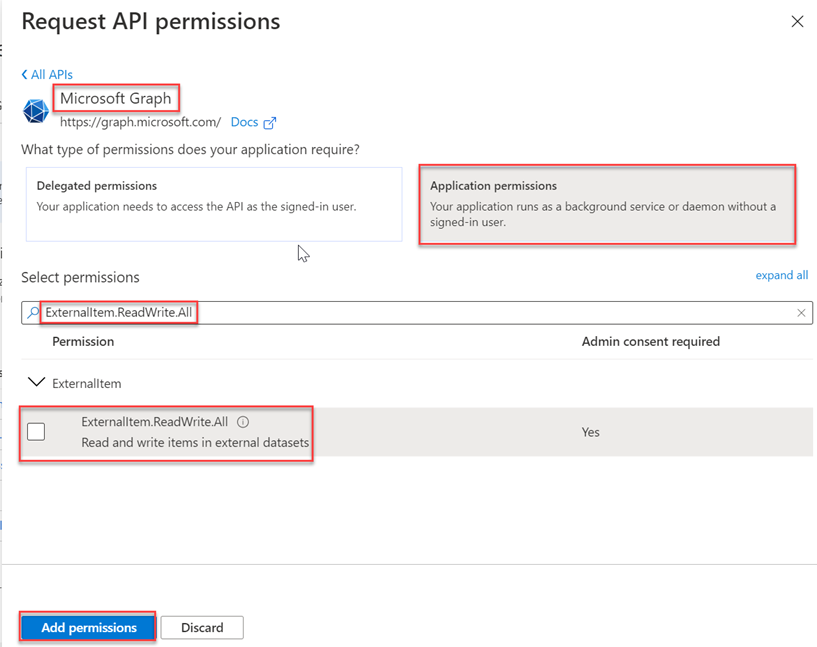 Request API permissions
All APIs
Microsoft Graph
https://graph.microsoft.com/ Docs
What type of permissions does your application require?
Delegated permissions
Your application needs to access the API as the signed-in user.
Application permissions
Your application runs as a background service or daemon without a
signed-in user.
Select permissions
expand all
ExternalItem.ReadWrite.All
Permission
Admin consent required
ExternalItem
ExternalItem.ReadWrite.All
Read and write items in external datasets
Yes
Add permissions
Discard